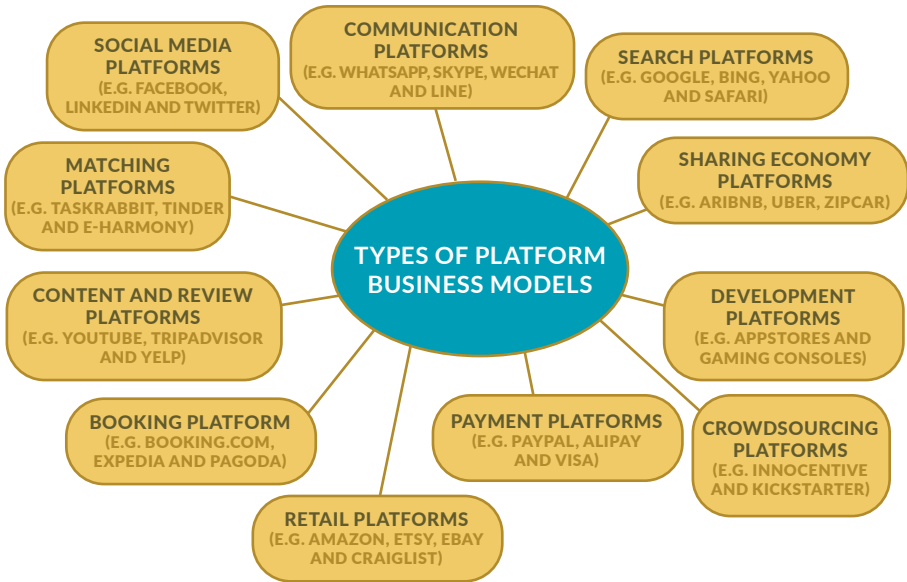 SOCIAL MEDIA
PLATFORMS
(E.G. FACEBOOK,
LINKEDIN AND TWITTER)
COMMUNICATION
PLATFORMS
(E.G. WHATSAPP, SKYPE, WECHAT
AND LINE)
SEARCH PLATFORMS
(E.G. GOOGLE, BING, YAHOO
AND SAFARI)
MATCHING
PLATFORMS
(E.G. TASKRABBIT, TINDER
AND E-HARMONY)
SHARING ECONOMY
PLATFORMS
(E.G. ARIBNB, UBER, ZIPCAR)
TYPES OF PLATFORM
BUSINESS MODELS
CONTENT AND REVIEW
PLATFORMS
(E.G. YOUTUBE, TRIPADVISOR
AND YELP)
DEVELOPMENT
PLATFORMS
(E.G. APPSTORES AND
GAMING CONSOLES)
BOOKING PLATFORM
(E.G. BOOKING.COM,
EXPEDIA AND PAGODA)
PAYMENT PLATFORMS
(E.G. PAYPAL, ALIPAY
AND VISA)
CROWDSOURCING
PLATFORMS
(E.G. INNOCENTIVE
AND KICKSTARTER)
RETAIL PLATFORMS
(E.G. AMAZON, ETSY, EBAY
AND CRAIGLIST)